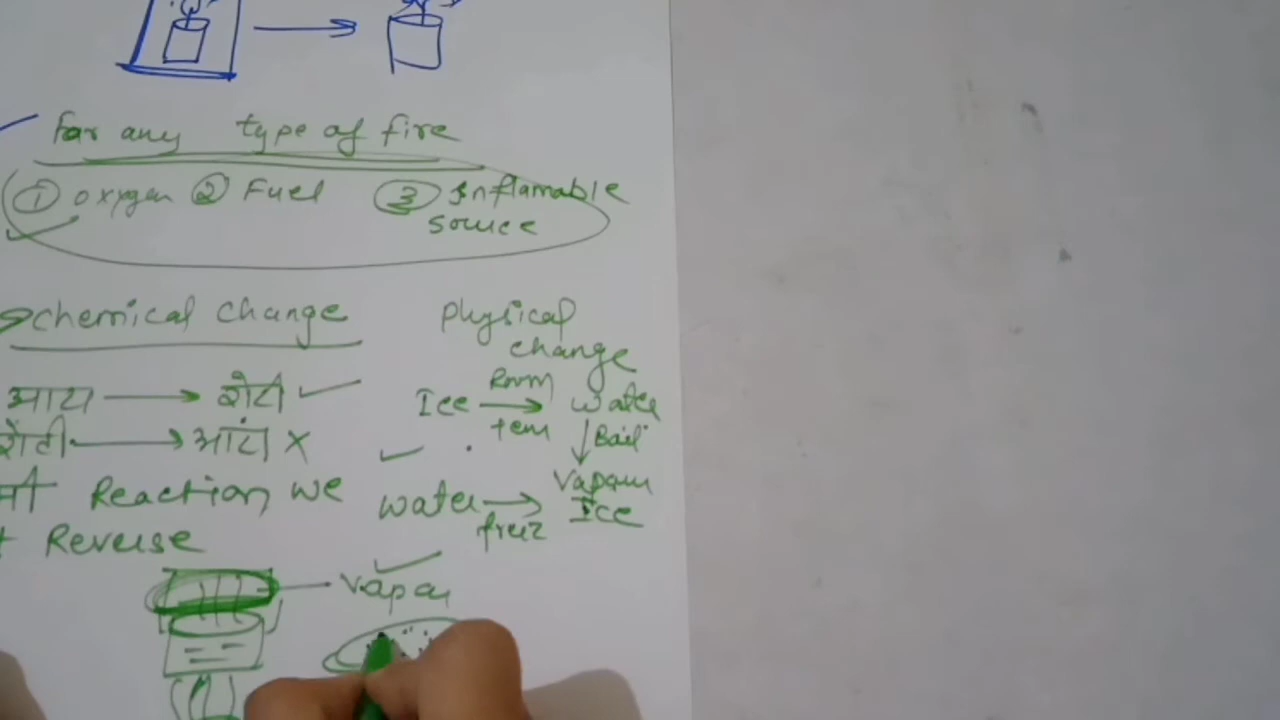 For any type of fire
① oxygen ② Fuel ③ Inflamable
source
chemical change
Physical
change
आटा → रोटी ✓
रोटी → आटा x
Reaction, we
Reverse
Ice → Water
Room
tem
Boil
Vapour
water → Ice
freiz
Vapour